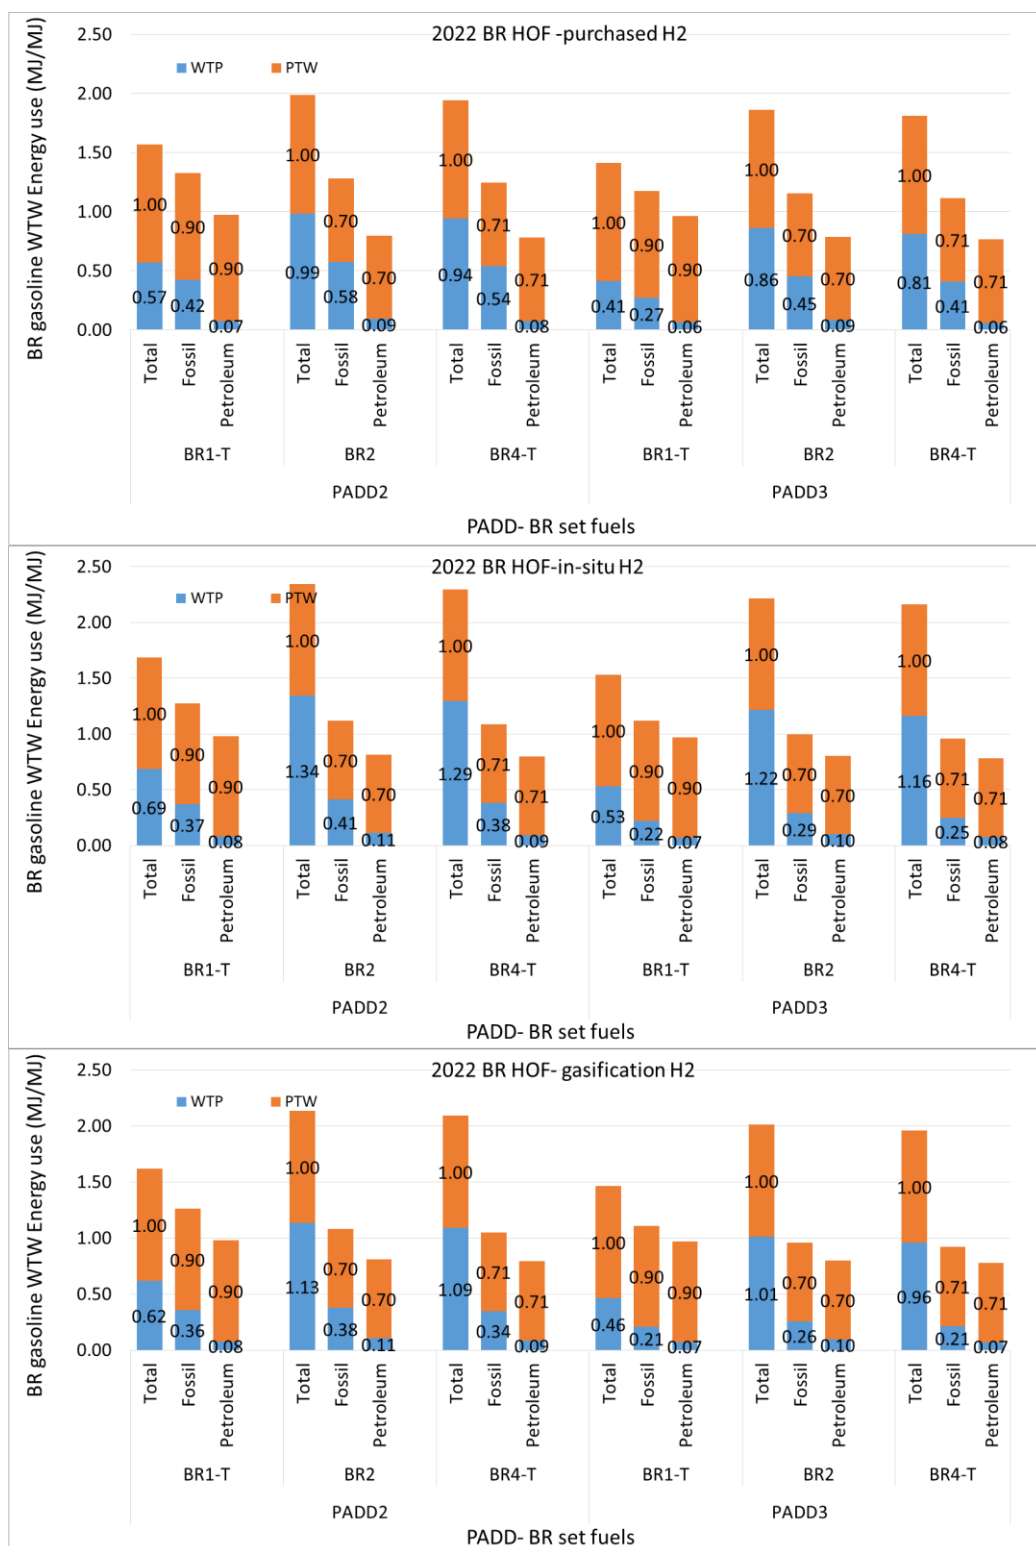 2022 BR HOF -purchased H2
WTP PTW
BR gasoline WTW Energy use (MJ/MJ)
2.50
2.00
1.50
1.00
0.50
0.00
1.00 0.90 0.90 1.00 0.70 0.70 1.00 0.71 0.71 1.00 0.90 0.90 1.00 0.70 0.70 1.00 0.71 0.71
0.57 0.42 0.07 0.99 0.58 0.09 0.94 0.54 0.08 0.41 0.27 0.06 0.86 0.45 0.09 0.81 0.41 0.06
Total Fossil Petroleum Total Fossil Petroleum Total Fossil Petroleum Total Fossil Petroleum Total Fossil Petroleum Total Fossil Petroleum
BR1-T BR2 BR4-T BR1-T BR2 BR4-T
PADD2 PADD3
PADD- BR set fuels
2022 BR HOF-in-situ H2
WTP PTW
BR gasoline WTW Energy use (MJ/MJ)
2.50
2.00
1.50
1.00
0.50
0.00
1.00 0.90 0.90 1.00 0.70 0.70 1.00 0.71 0.71 1.00 0.90 0.90 1.00 0.70 0.70 1.00 0.71 0.71
0.69 0.37 0.08 1.34 0.41 0.11 1.29 0.38 0.09 0.53 0.22 0.07 1.22 0.29 0.10 1.16 0.25 0.08
Total Fossil Petroleum Total Fossil Petroleum Total Fossil Petroleum Total Fossil Petroleum Total Fossil Petroleum Total Fossil Petroleum
BR1-T BR2 BR4-T BR1-T BR2 BR4-T
PADD2 PADD3
PADD- BR set fuels
2022 BR HOF- gasification H2
WTP PTW
BR gasoline WTW Energy use (MJ/MJ)
2.50
2.00
1.50
1.00
0.50
0.00
1.00 0.90 0.90 1.00 0.70 0.70 1.00 0.71 0.71 1.00 0.90 0.90 1.00 0.70 0.70 1.00 0.71 0.71
0.62 0.36 0.08 1.13 0.38 0.11 1.09 0.34 0.09 0.46 0.21 0.07 1.01 0.26 0.10 0.96 0.21 0.07
Total Fossil Petroleum Total Fossil Petroleum Total Fossil Petroleum Total Fossil Petroleum Total Fossil Petroleum Total Fossil Petroleum
BR1-T BR2 BR4-T BR1-T BR2 BR4-T
PADD2 PADD3
PADD- BR set fuels